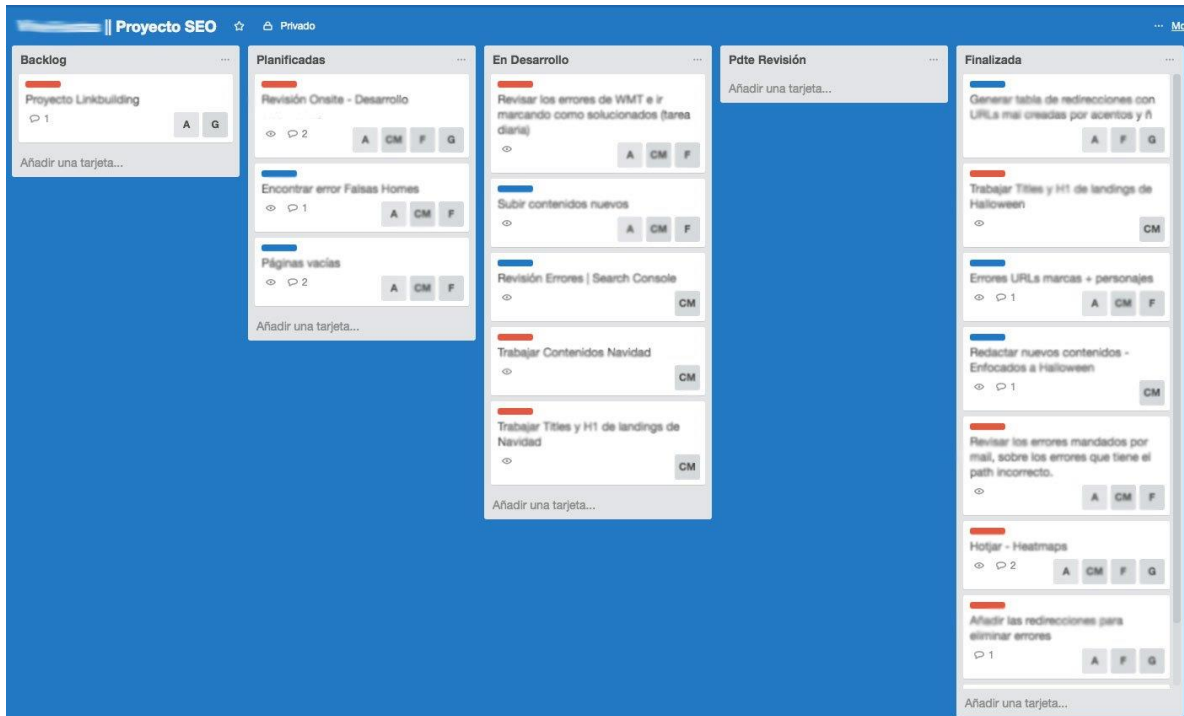 || Proyecto SEO
Privado
... Mo
Backlog
...
Proyecto Linkbuilding
1
A G
Añadir una tarjeta...
Planificadas
...
Revisión Onsite - Desarrollo
2
A CM F G
Encontrar error Falsas Homes
1
A CM F
Páginas vacías
2
A CM F
Añadir una tarjeta...
En Desarrollo
...
Revisar los errores de WMT e ir
marcando como solucionados (tarea
diaria)
A CM F
Subir contenidos nuevos
A CM F
Revisión Errores | Search Console
CM
Trabajar Contenidos Navidad
CM
Trabajar Titles y H1 de landings de
Navidad
CM
Añadir una tarjeta...
Pdte Revisión
...
Añadir una tarjeta...
Finalizada
...
Generar tabla de redirecciones con
URLs mal creadas por acentos y ñ
A F G
Trabajar Titles y H1 de landings de
Halloween
CM
Errores URLs marcas + personajes
1
A CM F
Redactar nuevos contenidos -
Enfocados a Halloween
1
CM
Revisar los errores mandados por
mail, sobre los errores que tiene el
path incorrecto.
A CM F
Hotjar - Heatmaps
2
A CM F G
Añadir las redirecciones para
eliminar errores
1
A F G
Añadir una tarjeta...